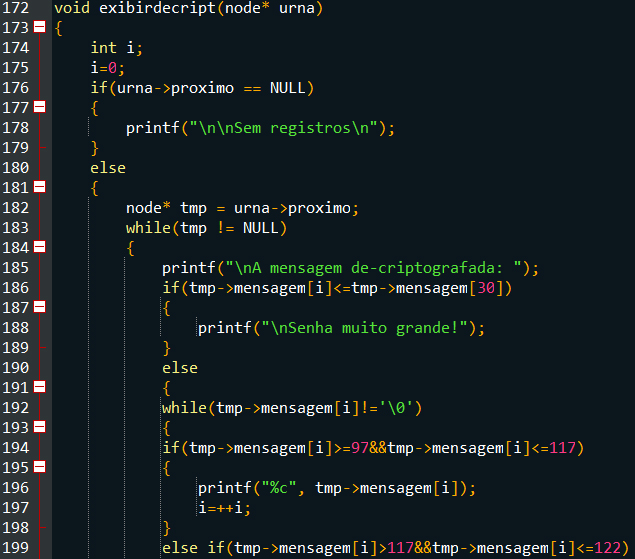 172 void exibirdecript(node* urna)
173 {
174     int i;
175     i=0;
176     if(urna->proximo == NULL)
177     {
178         printf("\n\nSem registros\n");
179     }
180     else
181     {
182         node* tmp = urna->proximo;
183         while(tmp != NULL)
184         {
185             printf("\nA mensagem de-criptografada: ");
186             if(tmp->mensagem[i]<=tmp->mensagem[30])
187             {
188                 printf("\nSenha muito grande!");
189             }
190             else
191             {
192             while(tmp->mensagem[i]!='\0')
193             {
194             if(tmp->mensagem[i]>=97&&tmp->mensagem[i]<=117)
195             {
196                 printf("%c", tmp->mensagem[i]);
197                 i=++i;
198             }
199             else if(tmp->mensagem[i]>117&&tmp->mensagem[i]<=122)